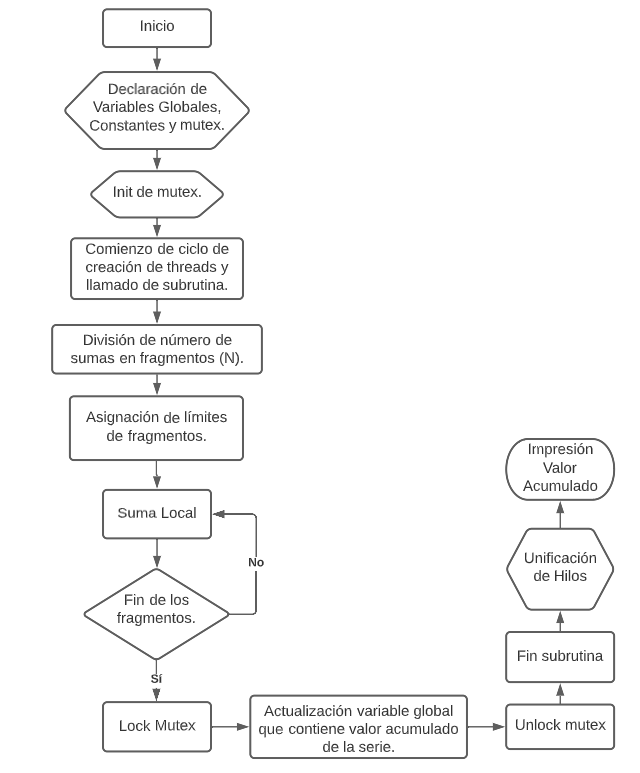 Inicio
Declaración de
Variables Globales,
Constantes y mutex.
Init de mutex.
Comienzo de ciclo de
creación de threads y
llamado de subrutina.
División de número de
sumas en fragmentos (N).
Asignación de límites
de fragmentos.
Suma Local
No
Fin de los
fragmentos.
Sí
Lock Mutex
Actualización variable global
que contiene valor acumulado
de la serie.
Unlock mutex
Fin subrutina
Unificación
de Hilos
Impresión
Valor
Acumulado